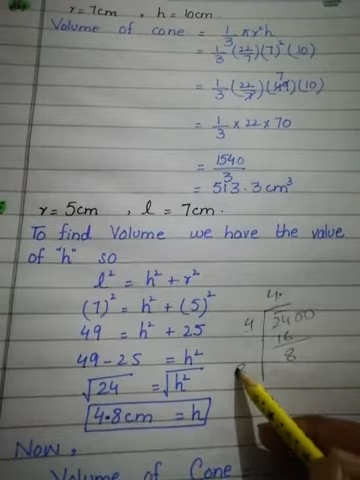 r = 7cm , h = 10cm
Volume of cone = 1/3 πr²h
= 1/3 (22/7) (7)² (10)
= 1/3 (22/7) (49) (10) 7
= 1/3 × 22 × 70
= 1540/3
= 513.3 cm³
r = 5cm , l = 7cm.
To find Volume we have the value
of "h" so
l² = h² + r²
(7)² = h² + (5)²
49 = h² + 25
49 - 25 = h²
√24 = √h²
4.8cm = h
4.
4 2400
16
8
Now,
Volume of Cone =